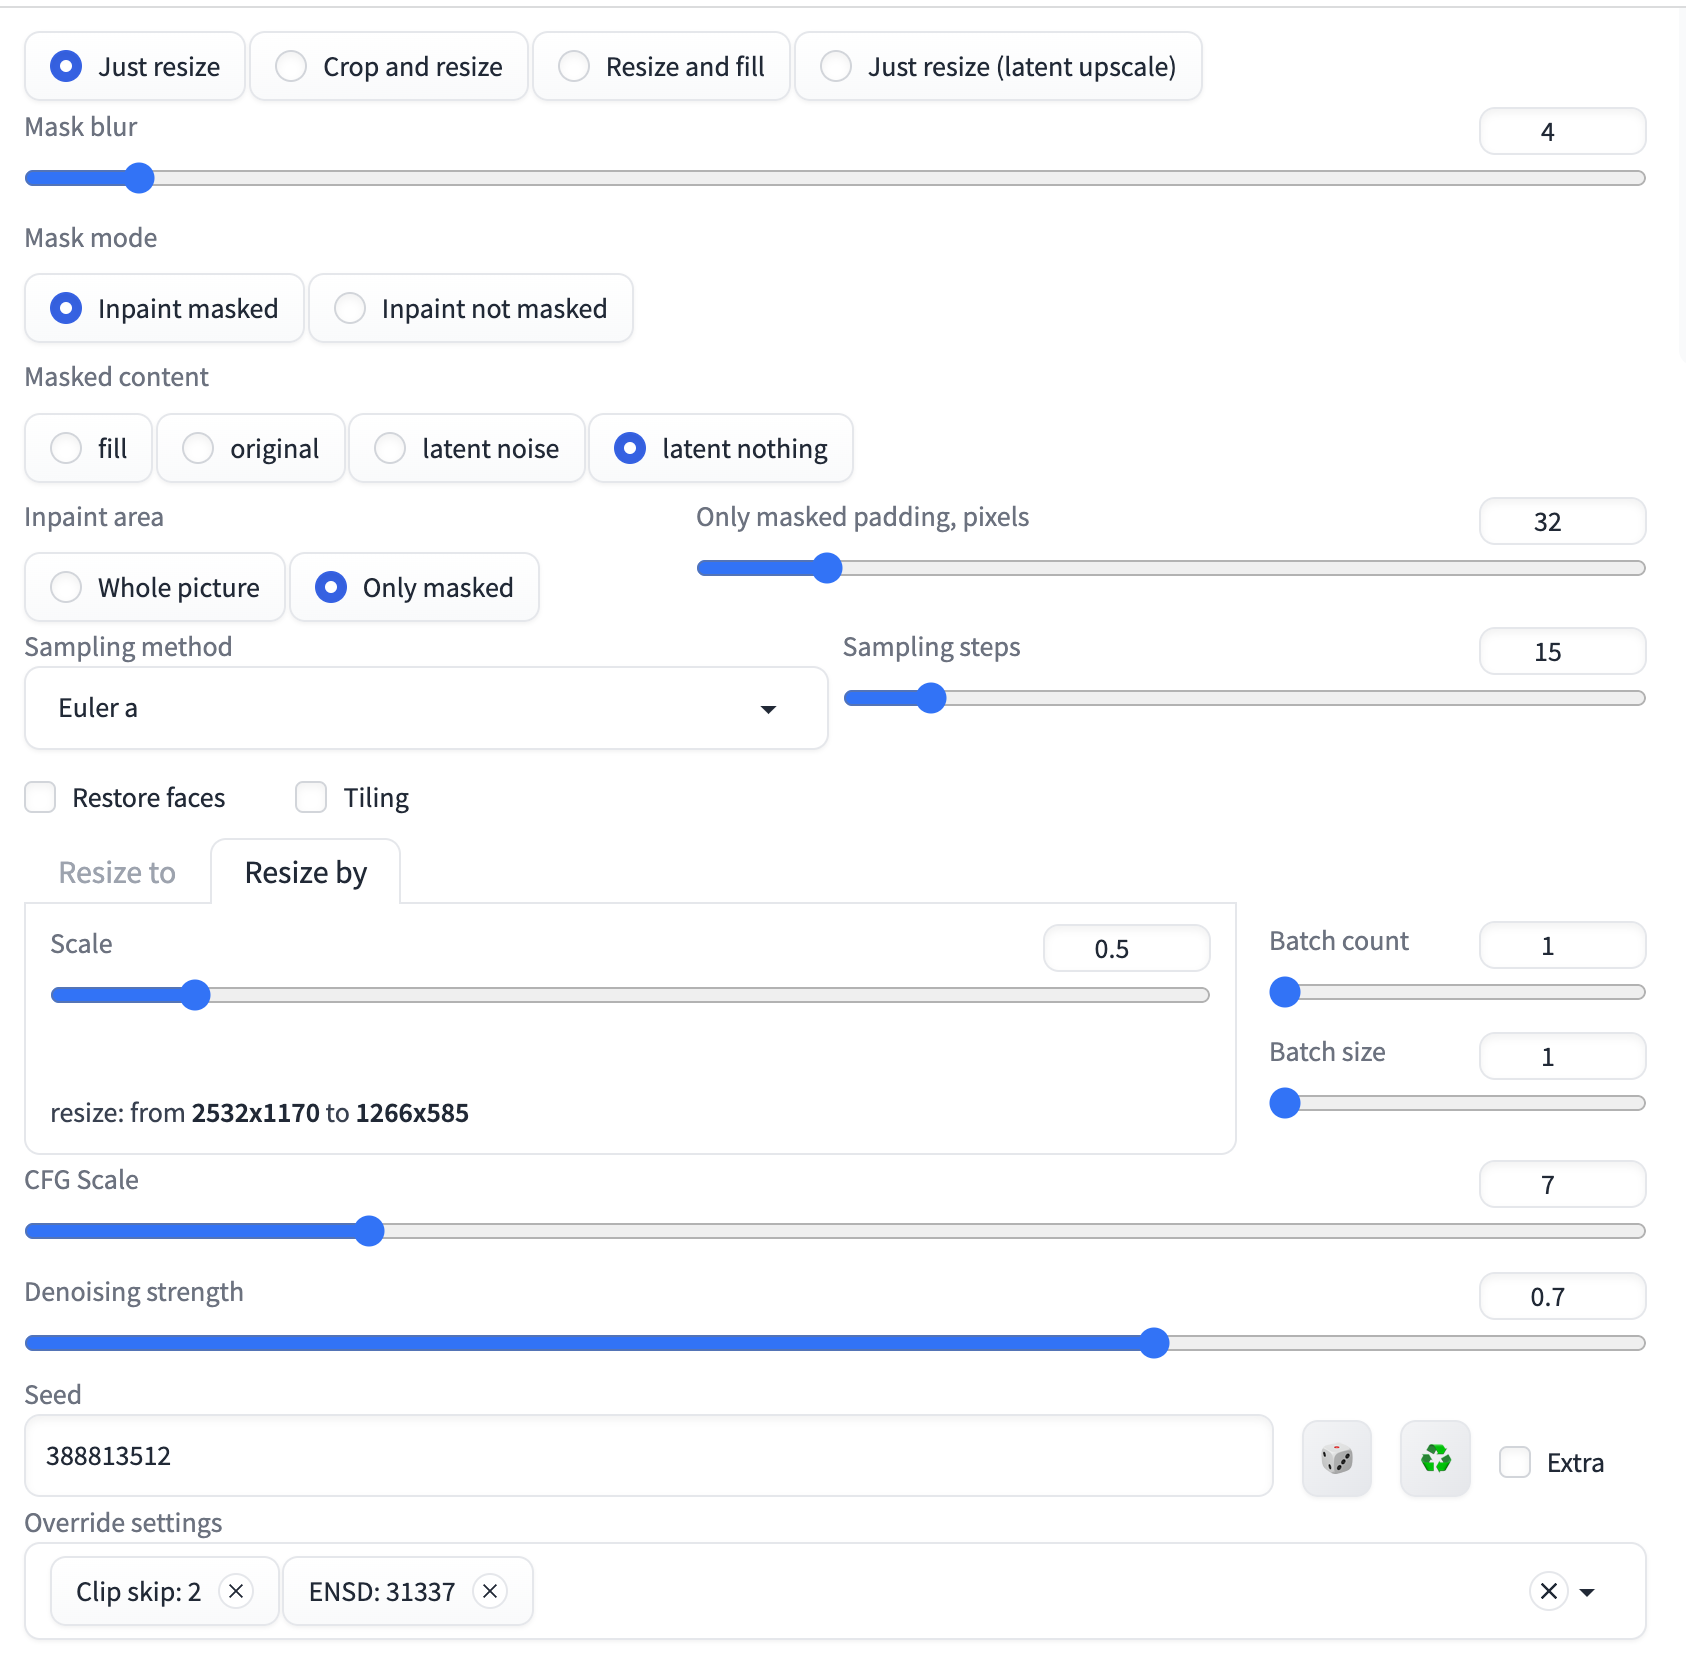 Just resize Crop and resize Resize and fill Just resize (latent upscale)
Mask blur 4
Mask mode
Inpaint masked Inpaint not masked
Masked content
fill original latent noise latent nothing
Inpaint area Only masked padding, pixels 32
Whole picture Only masked
Sampling method Sampling steps 15
Euler a
Restore faces Tiling
Resize to Resize by
Scale 0.5 Batch count 1
Batch size 1
resize: from 2532x1170 to 1266x585
CFG Scale 7
Denoising strength 0.7
Seed
388813512 Extra
Override settings
Clip skip: 2 ENSD: 31337